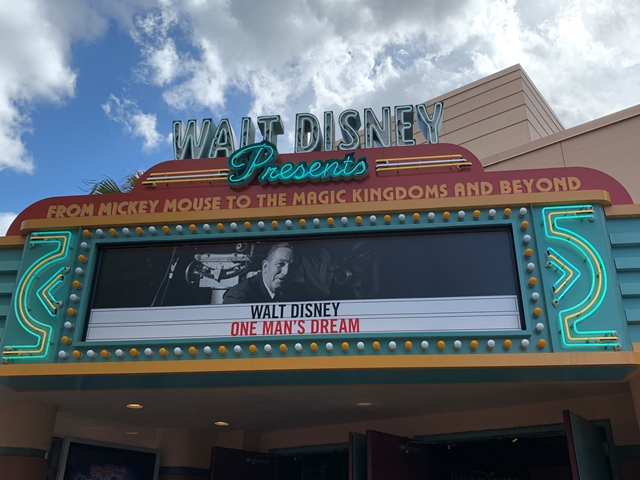 WALT DISNEY
Presents
FROM MICKEY MOUSE TO THE MAGIC KINGDOMS AND BEYOND
WALT DISNEY
ONE MAN'S DREAM